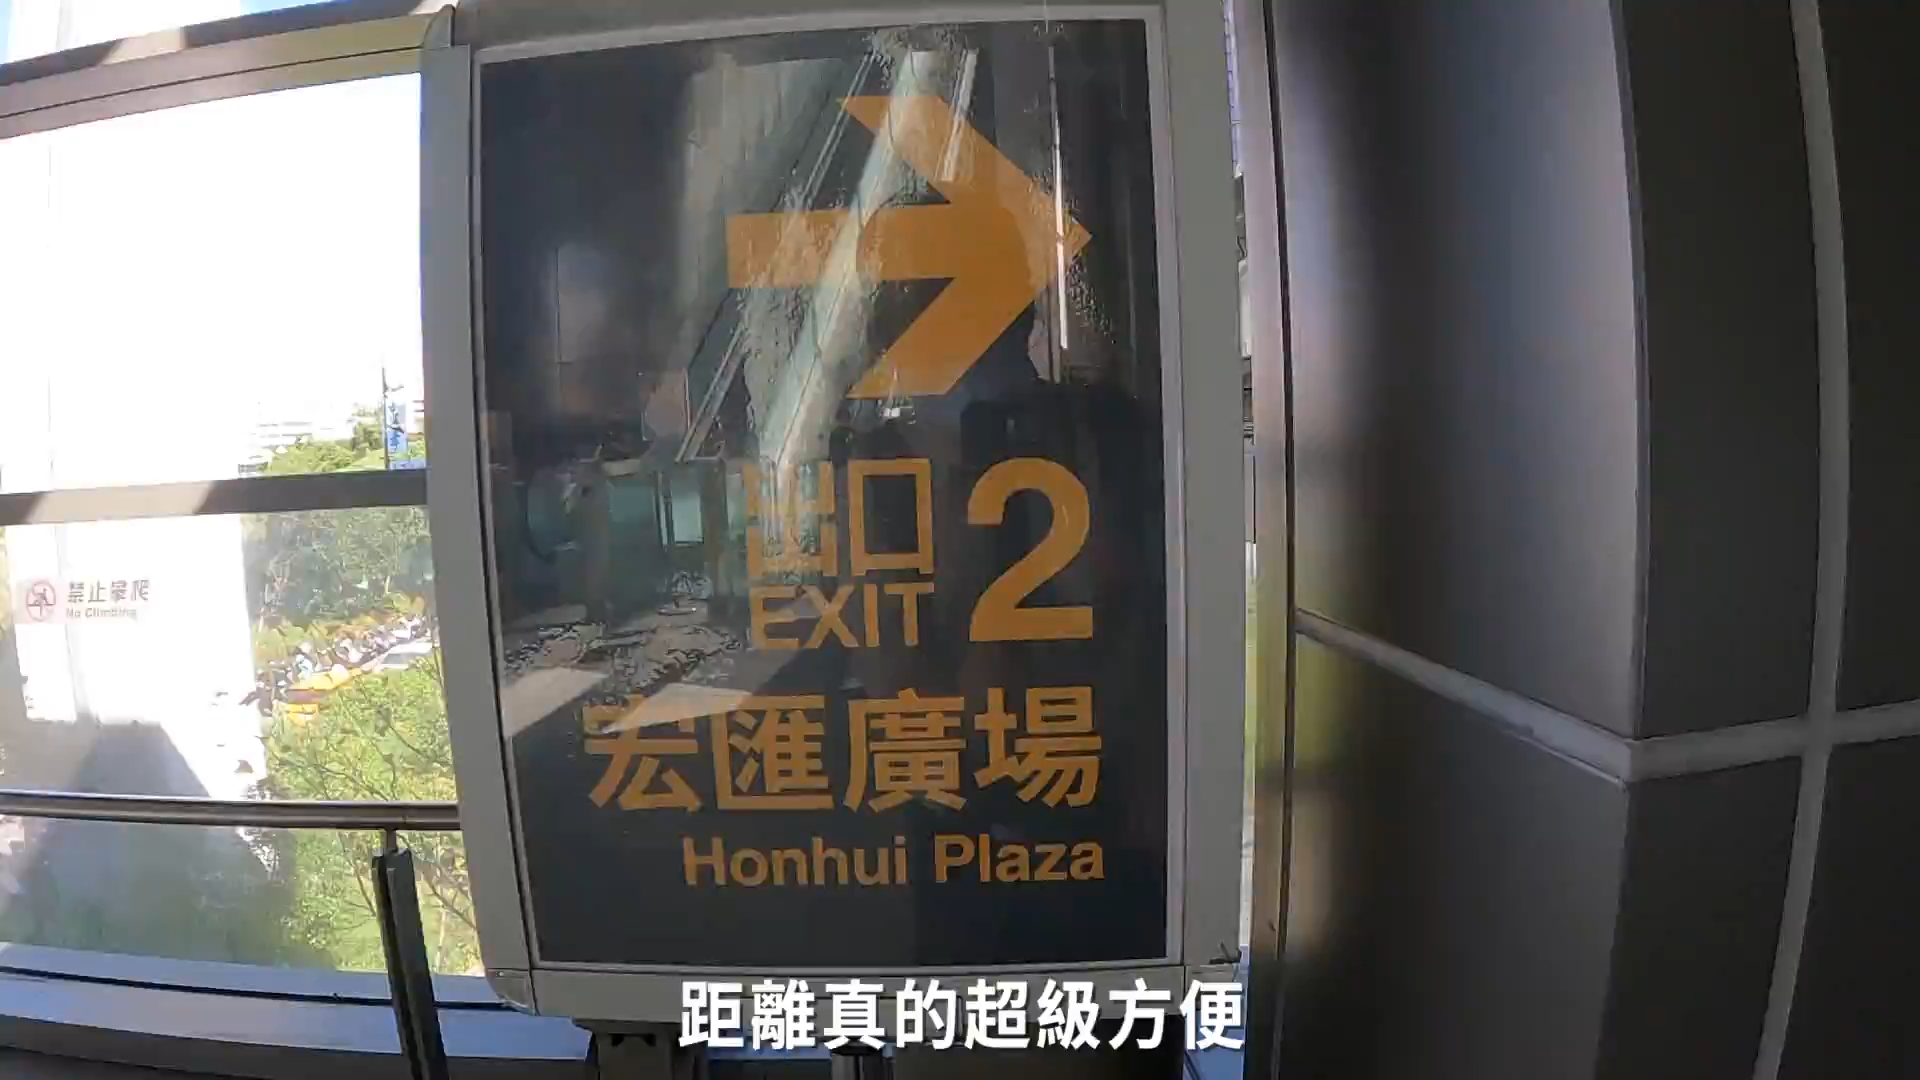 出口 2
EXIT
宏匯廣場
Honhui Plaza
禁止攀爬
No Climbing
距離真的超級方便